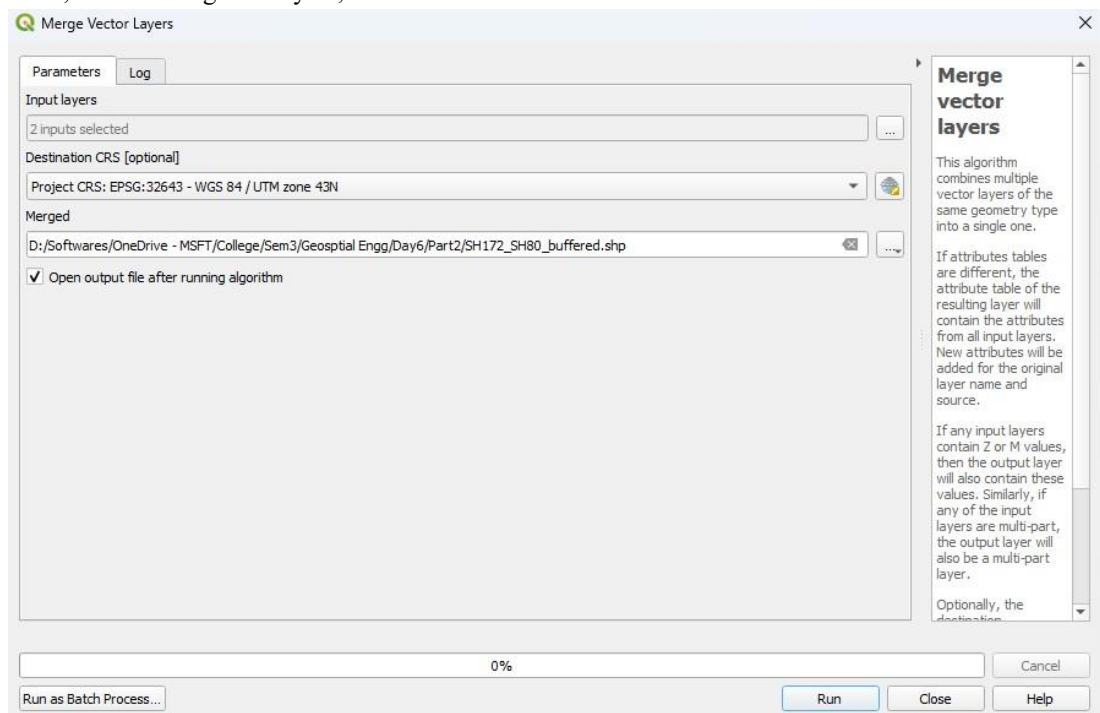 Merge Vector Layers
Parameters
Log
Input layers
2 inputs selected
...
Destination CRS [optional]
Project CRS: EPSG:32643 - WGS 84 / UTM zone 43N
Merged
D:/Softwares/OneDrive - MSFT/College/Sem3/Geosptial Engg/Day6/Part2/SH172_SH80_buffered.shp
...
Open output file after running algorithm
Merge
vector
layers
This algorithm
combines multiple
vector layers of the
same geometry type
into a single one.
If attributes tables
are different, the
attribute table of the
resulting layer will
contain the attributes
from all input layers.
New attributes will be
added for the original
layer name and
source.
If any input layers
contain Z or M values,
then the output layer
will also contain these
values. Similarly, if
any of the input
layers are multi-part,
the output layer will
also be a multi-part
layer.
Optionally, the
0%
Cancel
Run as Batch Process...
Run
Close
Help